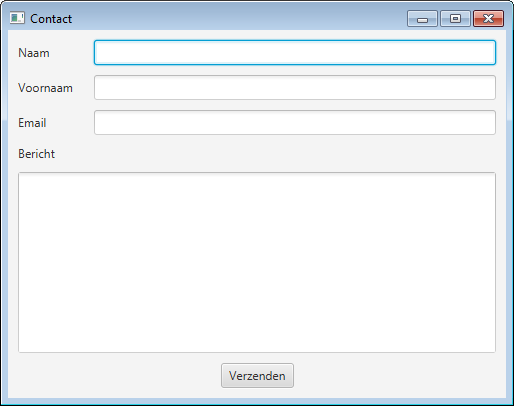 Contact
Naam
Voornaam
Email
Bericht
Verzenden